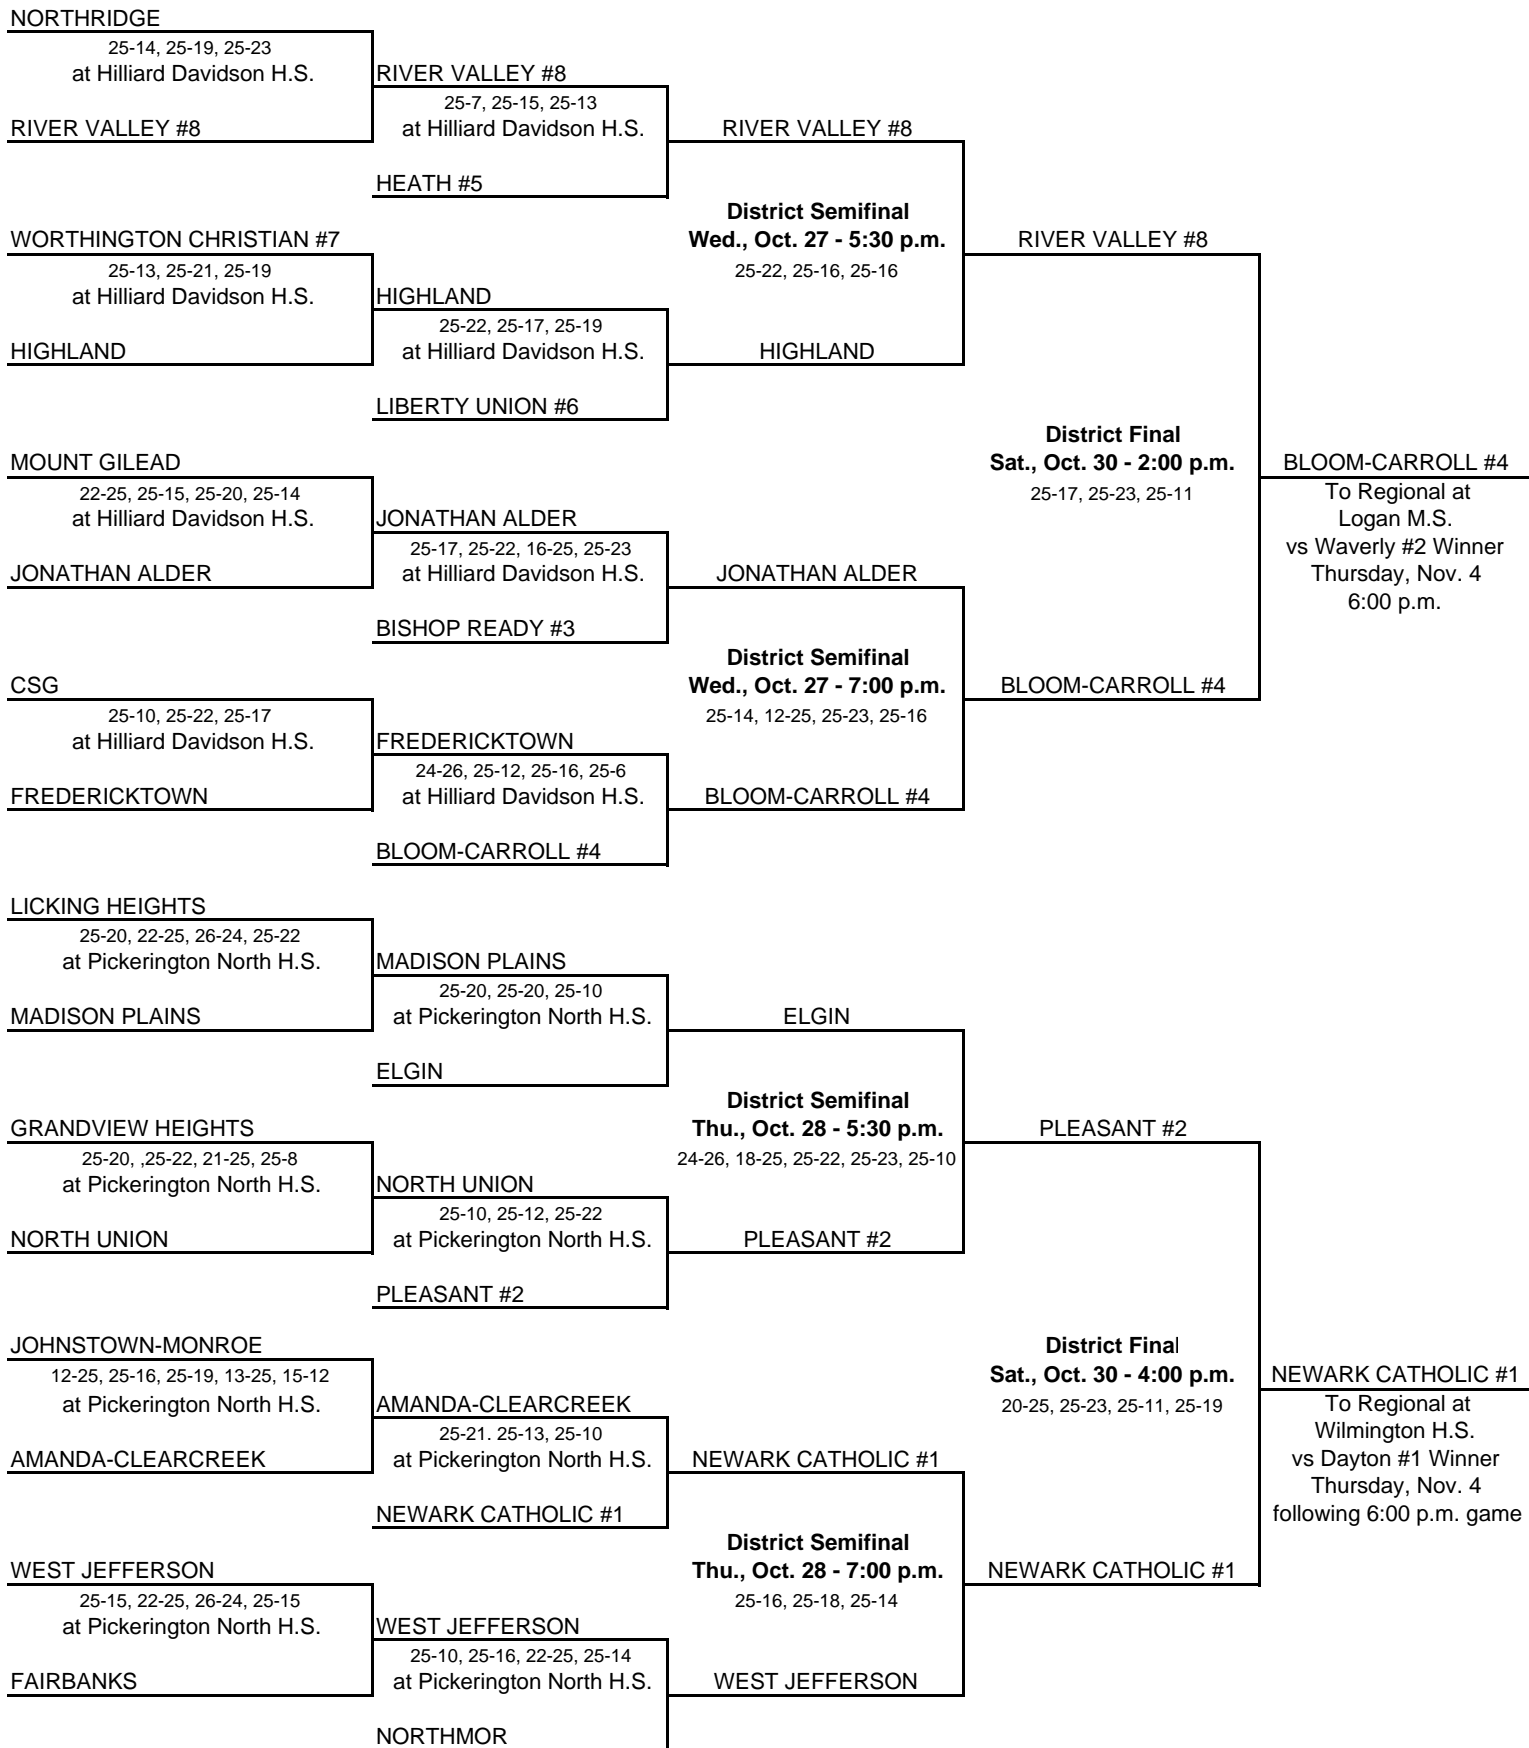 NORTHRIDGE
25-14, 25-19, 25-23
at Hilliard Davidson H.S.
RIVER VALLEY #8
RIVER VALLEY #8
25-7, 25-15, 25-13
at Hilliard Davidson H.S.
RIVER VALLEY #8
HEATH #5
District Semifinal
Wed., Oct. 27 - 5:30 p.m.
25-22, 25-16, 25-16
RIVER VALLEY #8
WORTHINGTON CHRISTIAN #7
25-13, 25-21, 25-19
at Hilliard Davidson H.S.
HIGHLAND
HIGHLAND
25-22, 25-17, 25-19
at Hilliard Davidson H.S.
HIGHLAND
LIBERTY UNION #6
District Final
Sat., Oct. 30 - 2:00 p.m.
25-17, 25-23, 25-11
BLOOM-CARROLL #4
To Regional at
Logan M.S.
vs Waverly #2 Winner
Thursday, Nov. 4
6:00 p.m.
MOUNT GILEAD
22-25, 25-15, 25-20, 25-14
at Hilliard Davidson H.S.
JONATHAN ALDER
JONATHAN ALDER
25-17, 25-22, 16-25, 25-23
at Hilliard Davidson H.S.
JONATHAN ALDER
BISHOP READY #3
District Semifinal
Wed., Oct. 27 - 7:00 p.m.
25-14, 12-25, 25-23, 25-16
BLOOM-CARROLL #4
CSG
25-10, 25-22, 25-17
at Hilliard Davidson H.S.
FREDERICKTOWN
FREDERICKTOWN
24-26, 25-12, 25-16, 25-6
at Hilliard Davidson H.S.
BLOOM-CARROLL #4
BLOOM-CARROLL #4
LICKING HEIGHTS
25-20, 22-25, 26-24, 25-22
at Pickerington North H.S.
MADISON PLAINS
MADISON PLAINS
25-20, 25-20, 25-10
at Pickerington North H.S.
ELGIN
ELGIN
District Semifinal
Thu., Oct. 28 - 5:30 p.m.
24-26, 18-25, 25-22, 25-23, 25-10
PLEASANT #2
GRANDVIEW HEIGHTS
25-20, ,25-22, 21-25, 25-8
at Pickerington North H.S.
NORTH UNION
NORTH UNION
25-10, 25-12, 25-22
at Pickerington North H.S.
PLEASANT #2
PLEASANT #2
District Final
Sat., Oct. 30 - 4:00 p.m.
20-25, 25-23, 25-11, 25-19
NEWARK CATHOLIC #1
To Regional at
Wilmington H.S.
vs Dayton #1 Winner
Thursday, Nov. 4
following 6:00 p.m. game
JOHNSTOWN-MONROE
12-25, 25-16, 25-19, 13-25, 15-12
at Pickerington North H.S.
AMANDA-CLEARCREEK
AMANDA-CLEARCREEK
25-21. 25-13, 25-10
at Pickerington North H.S.
NEWARK CATHOLIC #1
NEWARK CATHOLIC #1
District Semifinal
Thu., Oct. 28 - 7:00 p.m.
25-16, 25-18, 25-14
NEWARK CATHOLIC #1
WEST JEFFERSON
25-15, 22-25, 26-24, 25-15
at Pickerington North H.S.
FAIRBANKS
WEST JEFFERSON
25-10, 25-16, 22-25, 25-14
at Pickerington North H.S.
WEST JEFFERSON
NORTHMOR